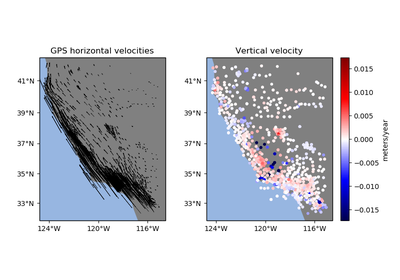 GPS horizontal velocities
Vertical velocity
41°N
39°N
37°N
35°N
33°N
124°W
120°W
116°W
41°N
39°N
37°N
35°N
33°N
124°W
120°W
116°W
0.015
0.010
0.005
0.000
−0.005
−0.010
−0.015
meters/year